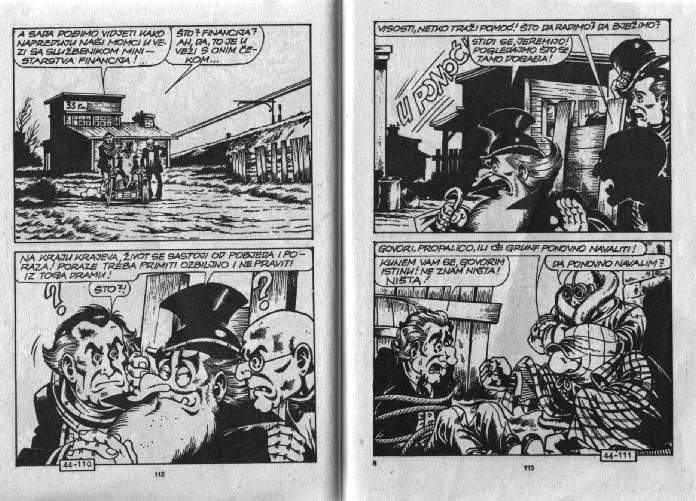 A SADA POĐIMO VIDJETI KAKO
NAPREDUJU NAŠI MOMCI U VE-
ZI SA SLUŽBENIKOM MINI-
STARSTVA FINANCIJA!...
ŠTO? FINANCIJA?
AH, DA, TO JE U
VEZI S ONIM ČE-
KOM...
NA KRAJU KRAJEVA, ŽIVOT SE SASTOJI OD POBJEDA I PO-
RAZA! PORAZE TREBA PRIMITI OZBILJNO I NE PRAVITI
IZ TOGA DRAMU!
ŠTO?!
?
?
44-110
112
VISOSTI, NETKO TRAŽI POMOĆ! ŠTO DA RADIMO? DA BJEŽIMO?
STIDI SE, JEREMIJO!
POGLEDAJMO ŠTO SE
TAMO DOGAĐA!
U POMOĆ!
GOVORI, PROPALICO, ILI ĆE GRUNF PONOVNO NAVALITI!
KUNEM VAM SE, GOVORIM
ISTINU! NE ZNAM NIŠTA!
NIŠTA!
DA PONOVNO NAVALIM?
44-111
113